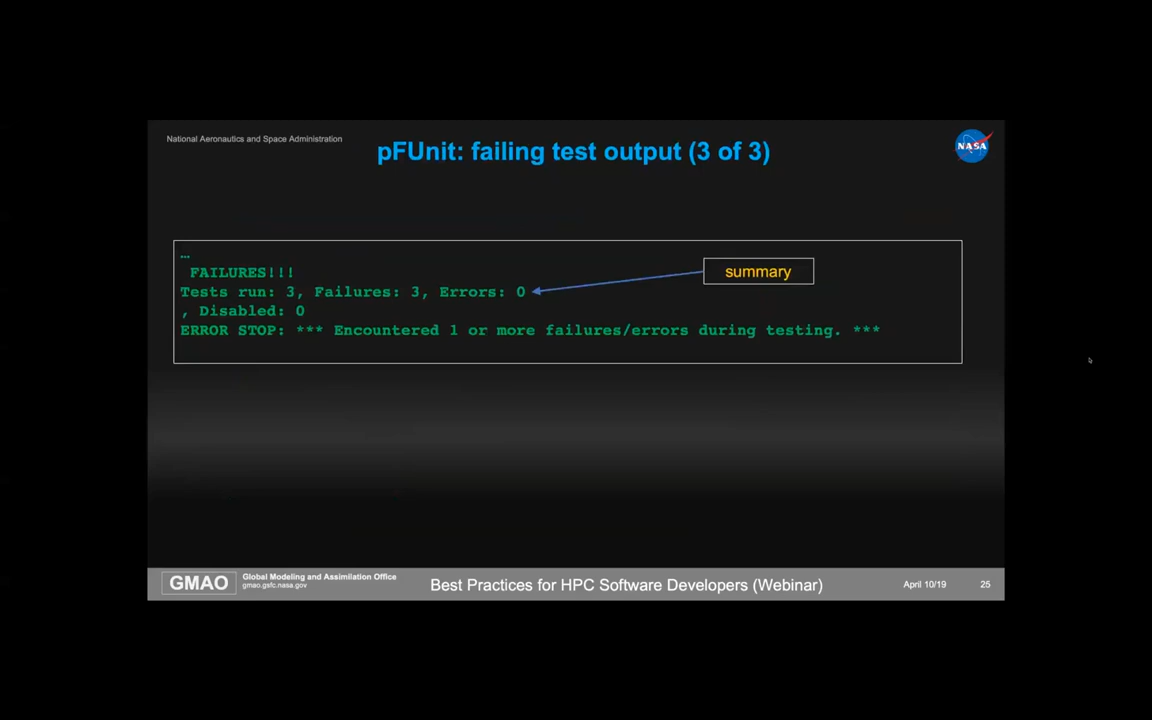 National Aeronautics and Space Administration
pFUnit: failing test output (3 of 3)
NASA
…
FAILURES!!!
summary
Tests run: 3, Failures: 3, Errors: 0
, Disabled: 0
ERROR STOP: *** Encountered 1 or more failures/errors during testing. ***
GMAO
Global Modeling and Assimilation Office
gmao.gsfc.nasa.gov
Best Practices for HPC Software Developers (Webinar)
April 10/19
25